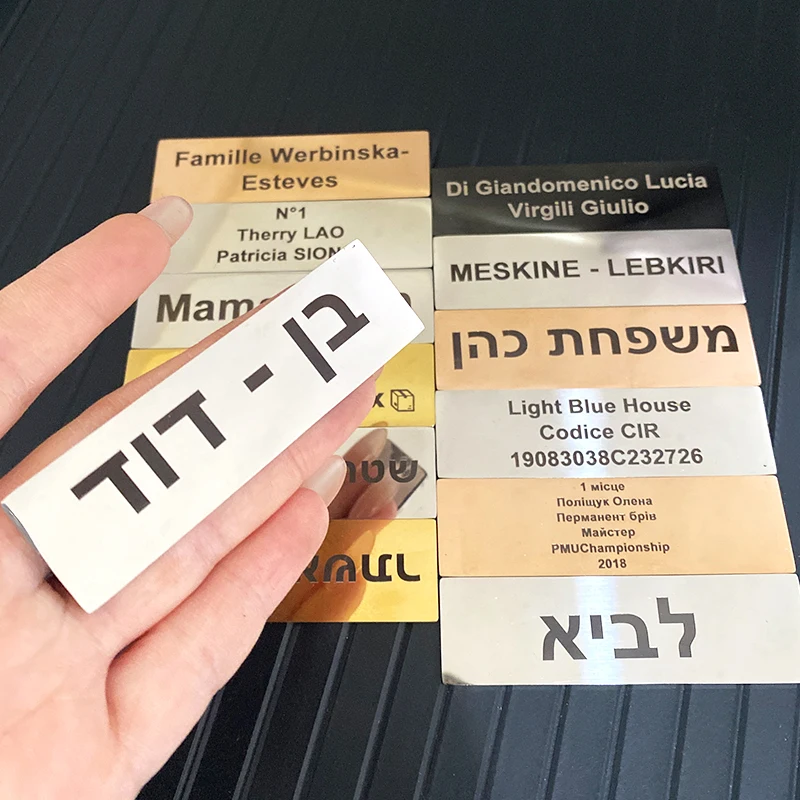 Famille Werbinska-
Esteves
N°1
Therry LAO
Patricia
בן - דוד
Di Giandomenico Lucia
Virgili Giulio
MESKINE - LEBKIRI
משפחת כהן
Light Blue House
Codice CIR
19083038C232726
1 місце
Поліщук Олена
Перманент брів
Майстер
PMUChampionship
2018
לביא